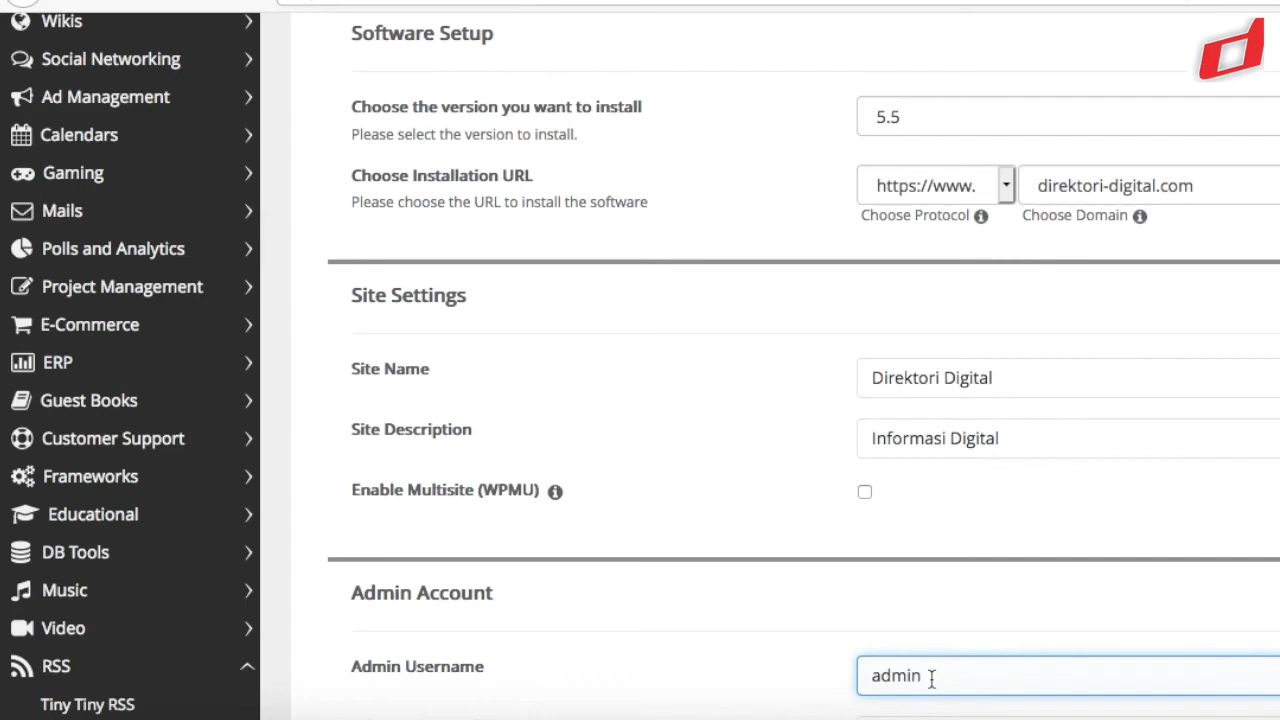 Wikis
Social Networking
Ad Management
Calendars
Gaming
Mails
Polls and Analytics
Project Management
E-Commerce
ERP
Guest Books
Customer Support
Frameworks
Educational
DB Tools
Music
Video
RSS
Tiny Tiny RSS
Software Setup
Choose the version you want to install
Please select the version to install.
5.5
Choose Installation URL
Please choose the URL to install the software
https://www.
direktori-digital.com
Choose Protocol
Choose Domain
Site Settings
Site Name
Direktori Digital
Site Description
Informasi Digital
Enable Multisite (WPMU)
Admin Account
Admin Username
admin